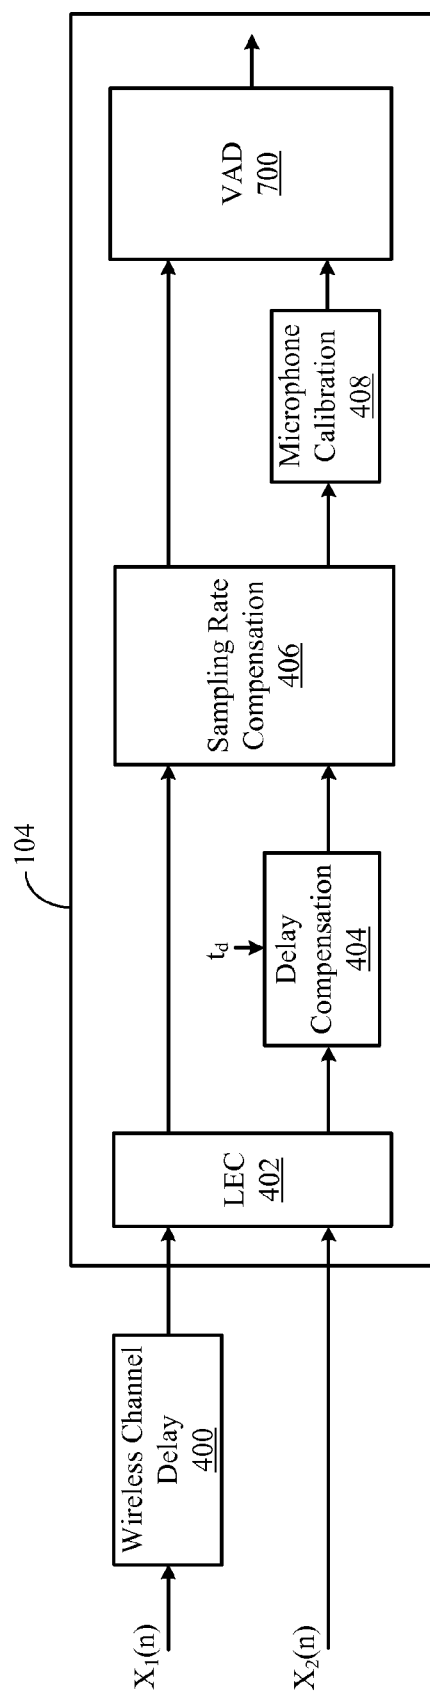 104
X1(n)
Wireless Channel
Delay
400
X2(n)
LEC
402
td
Delay
Compensation
404
Sampling Rate
Compensation
406
Microphone
Calibration
408
VAD
700